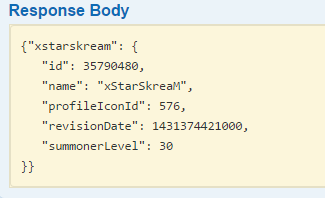 Response Body
{"xstarskream": {
"id": 35790480,
"name": "xStarSkreaM",
"profileIconId": 576,
"revisionDate": 1431374421000,
"summonerLevel": 30
}}